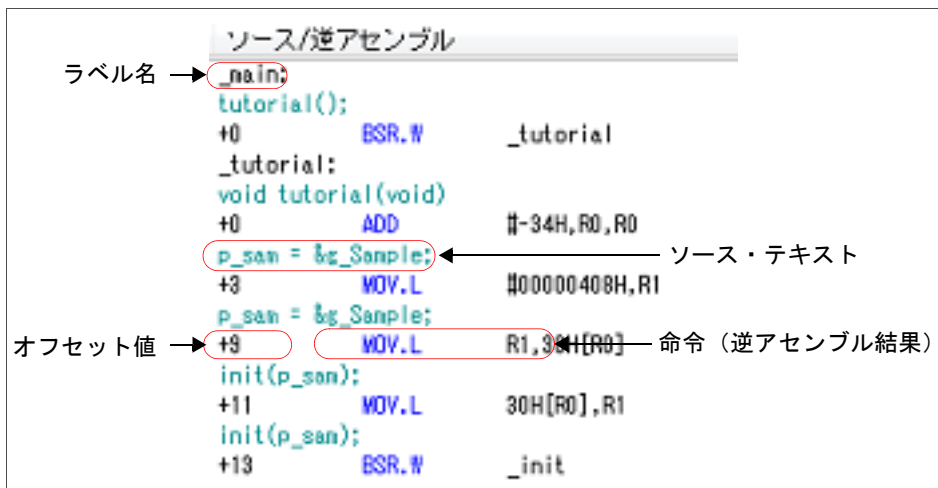 ソース/逆アセンブル
ラベル名
_main:
tutorial();
+0 BSR.W _tutorial
_tutorial:
void tutorial(void)
+0 ADD #-34H,R0,R0
p_sam = &g_Sample;
ソース・テキスト
+3 MOV.L #00000408H,R1
p_sam = &g_Sample;
オフセット値
+9 MOV.L R1,30H[R0]
命令（逆アセンブル結果）
init(p_sam);
+11 MOV.L 30H[R0],R1
init(p_sam);
+13 BSR.W _init